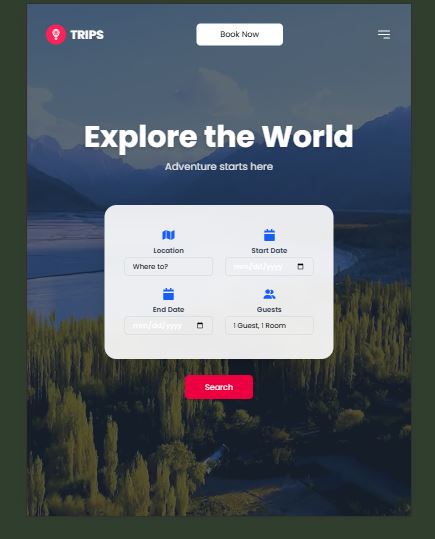 TRIPS
Book Now
Explore the World
Adventure starts here
Location
Start Date
Where to?
mm/dd/yyyy
End Date
Guests
mm/dd/yyyy
1 Guest, 1 Room
Search